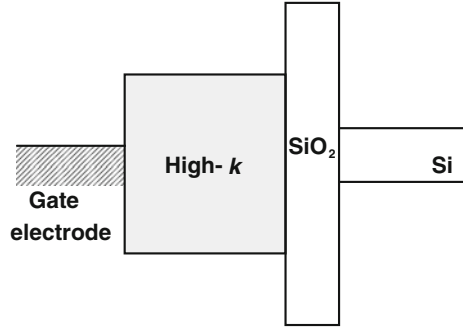 High- k
SiO₂
Si
Gate
electrode